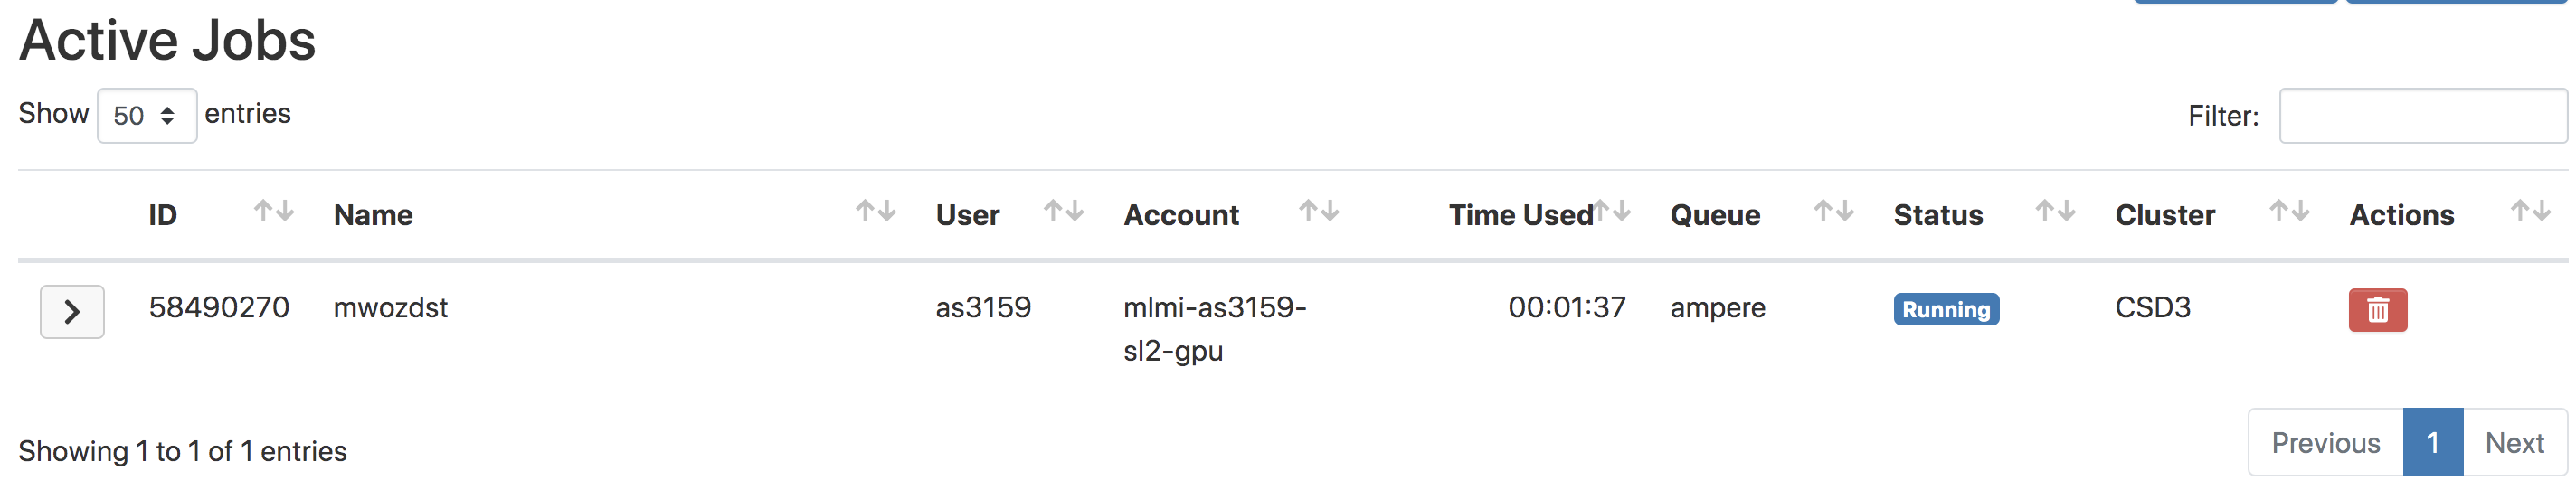 Active Jobs
Show 50 entries
Filter:
ID Name User Account Time Used Queue Status Cluster Actions
58490270 mwozdst as3159 mlmi-as3159- 00:01:37 ampere Running CSD3
sl2-gpu
Showing 1 to 1 of 1 entries
Previous 1 Next